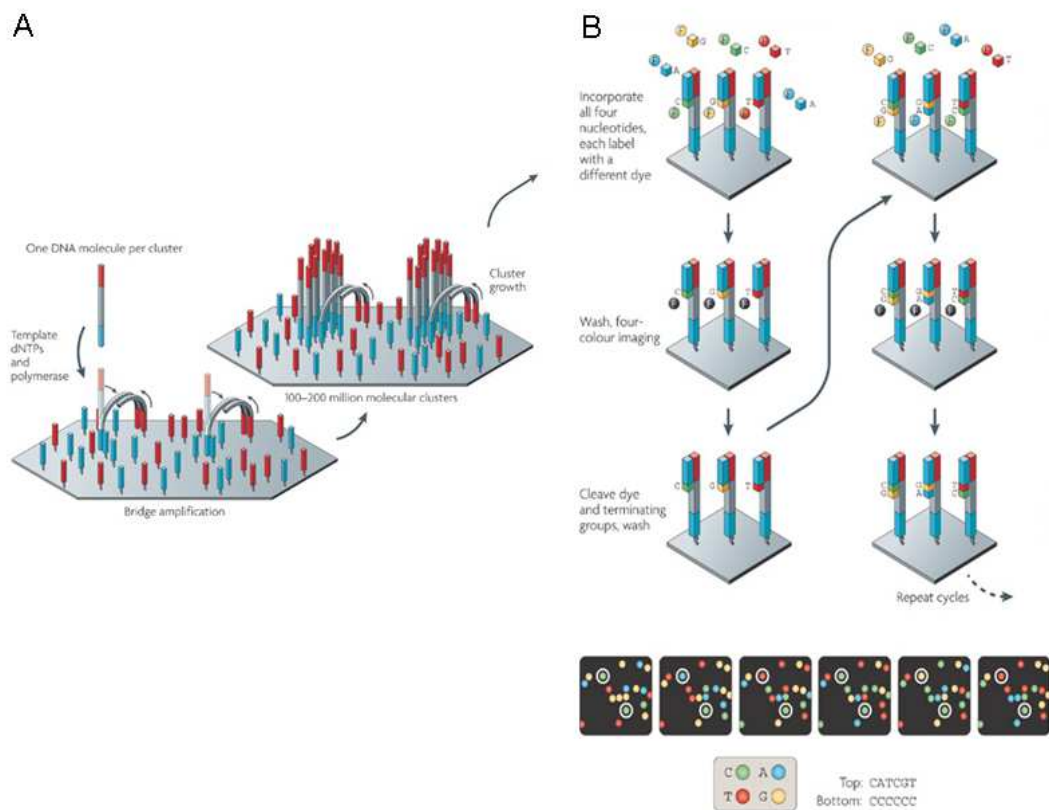 A
One DNA molecule per cluster
Template
dNTPs
and
polymerase
Bridge amplification
Cluster
growth
100–200 million molecular clusters
B
F G F C F T
F A
F A
Incorporate
all four
nucleotides,
each label
with a
different dye
C G T
F F F
F G F C F A F T
C G T
G A C
F F F
Wash, four-
colour imaging
C G T
F F F
C G T
G A C
F F F
Cleave dye
and terminating
groups, wash
C G T
C G T
G A C
Repeat cycles
C A
T G
Top: CATCGT
Bottom: CCCCCC